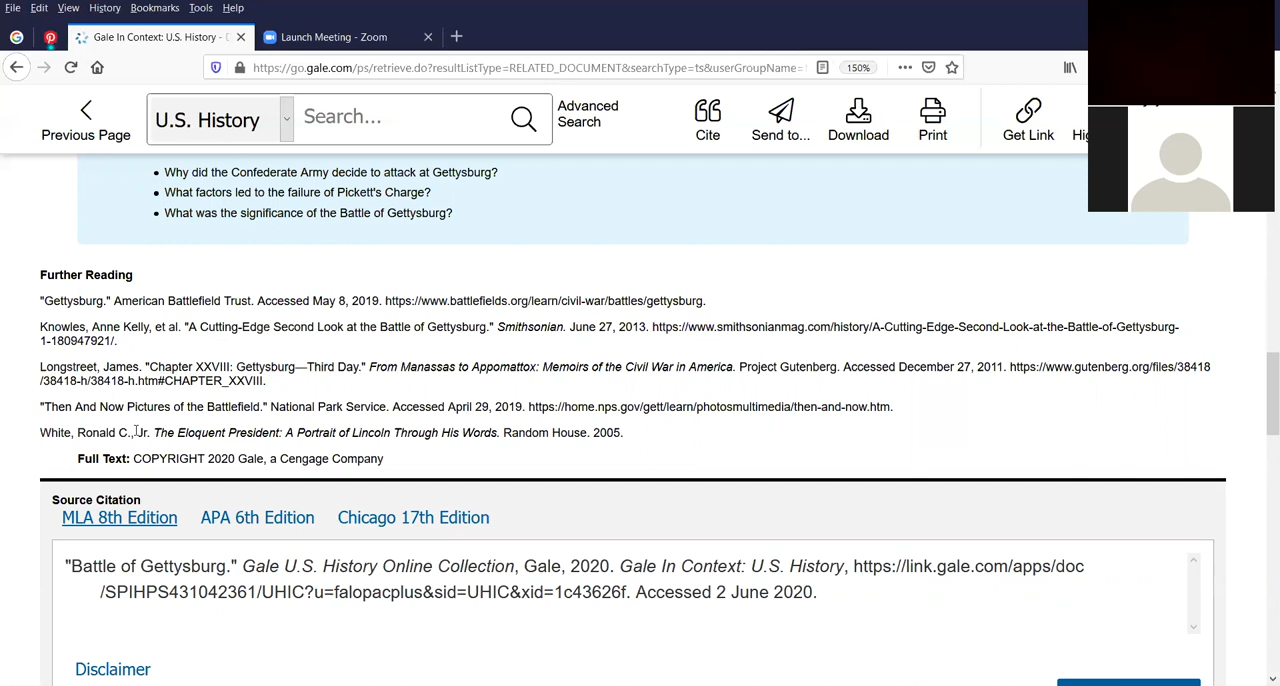 File Edit View History Bookmarks Tools Help
Gale In Context: U.S. History - Launch Meeting - Zoom
https://go.gale.com/ps/retrieve.do?resultListType=RELATED_DOCUMENT&searchType=ts&userGroupName= 150%
Previous Page U.S. History Search... Advanced Search Cite Send to... Download Print Get Link
Why did the Confederate Army decide to attack at Gettysburg?
What factors led to the failure of Pickett's Charge?
What was the significance of the Battle of Gettysburg?
Further Reading
"Gettysburg." American Battlefield Trust. Accessed May 8, 2019. https://www.battlefields.org/learn/civil-war/battles/gettysburg.
Knowles, Anne Kelly, et al. "A Cutting-Edge Second Look at the Battle of Gettysburg." Smithsonian. June 27, 2013. https://www.smithsonianmag.com/history/A-Cutting-Edge-Second-Look-at-the-Battle-of-Gettysburg-
1-180947921/.
Longstreet, James. "Chapter XXVIII: Gettysburg—Third Day." From Manassas to Appomattox: Memoirs of the Civil War in America. Project Gutenberg. Accessed December 27, 2011. https://www.gutenberg.org/files/38418
/38418-h/38418-h.htm#CHAPTER_XXVIII.
"Then And Now Pictures of the Battlefield." National Park Service. Accessed April 29, 2019. https://home.nps.gov/gett/learn/photosmultimedia/then-and-now.htm.
White, Ronald C., Jr. The Eloquent President: A Portrait of Lincoln Through His Words. Random House. 2005.
Full Text: COPYRIGHT 2020 Gale, a Cengage Company
Source Citation
MLA 8th Edition APA 6th Edition Chicago 17th Edition
"Battle of Gettysburg." Gale U.S. History Online Collection, Gale, 2020. Gale In Context: U.S. History, https://link.gale.com/apps/doc
/SPIHPS431042361/UHIC?u=falopacplus&sid=UHIC&xid=1c43626f. Accessed 2 June 2020.
Disclaimer